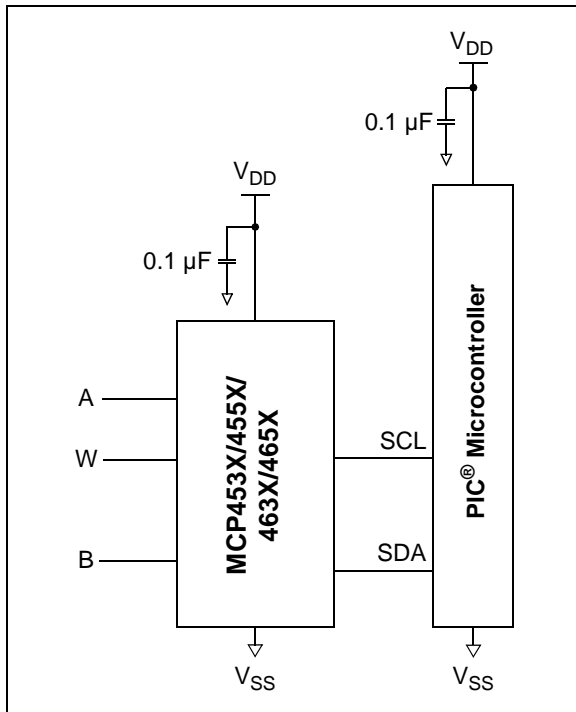 VDD
0.1 µF
VDD
0.1 µF
A
W
B
MCP453X/455X/
463X/465X
SCL
SDA
PIC® Microcontroller
VSS
VSS